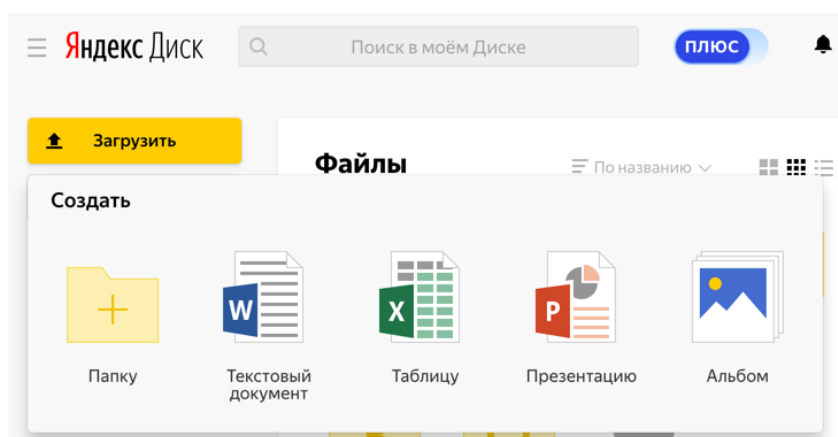 Яндекс Диск
Поиск в моём Диске
ПЛЮС
Загрузить
Файлы
По названию
Создать
W
X
P
Папку
Текстовый
документ
Таблицу
Презентацию
Альбом